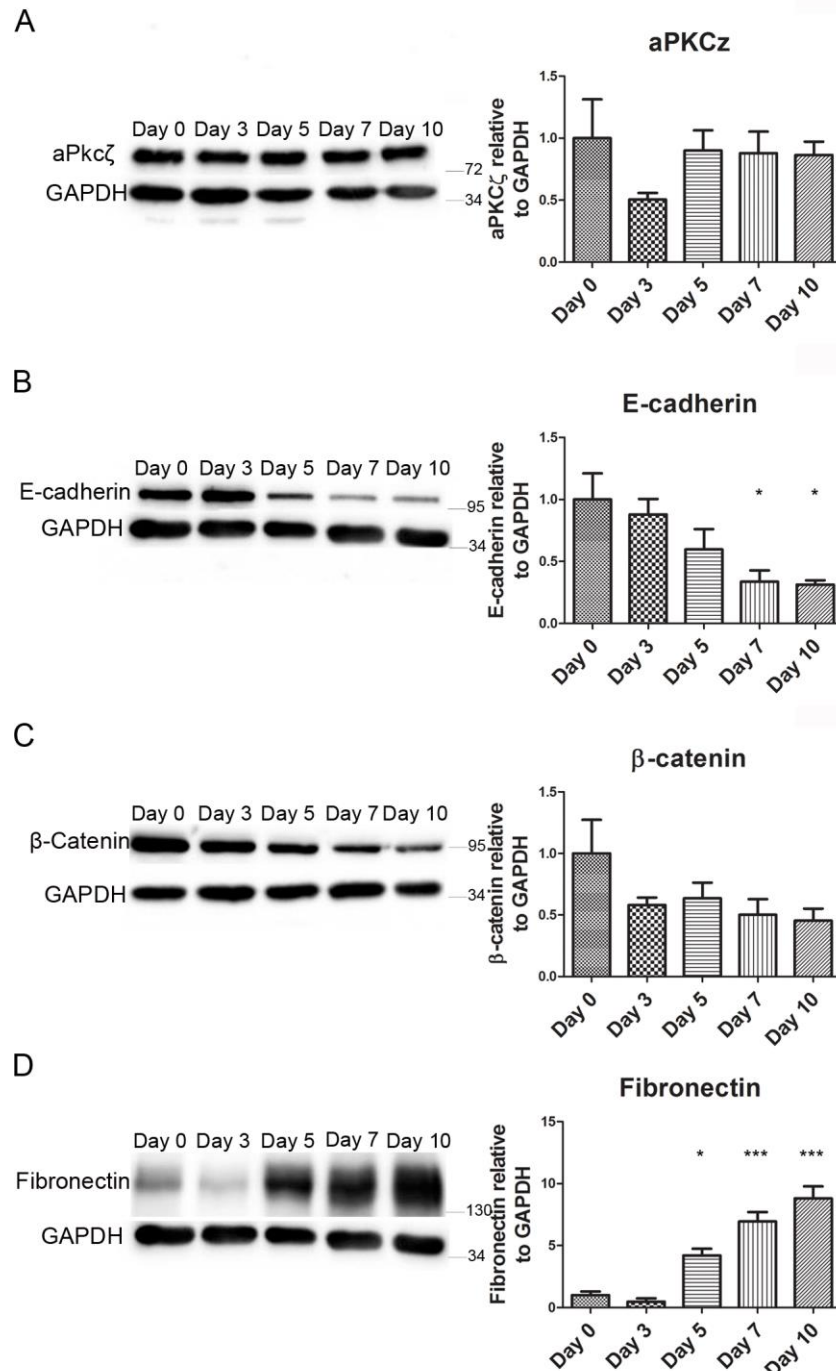 A
aPKCz
Day 0 Day 3 Day 5 Day 7 Day 10
aPkcζ
72
GAPDH
34
aPKCζ relative
to GAPDH
1.5
1.0
0.5
0.0
Day 0 Day 3 Day 5 Day 7 Day 10
B
E-cadherin
Day 0 Day 3 Day 5 Day 7 Day 10
E-cadherin
95
GAPDH
34
E-cadherin relative
to GAPDH
1.5
1.0
0.5
0.0
* *
Day 0 Day 3 Day 5 Day 7 Day 10
C
β-catenin
Day 0 Day 3 Day 5 Day 7 Day 10
β-Catenin
95
GAPDH
34
β-catenin relative
to GAPDH
1.5
1.0
0.5
0.0
Day 0 Day 3 Day 5 Day 7 Day 10
D
Fibronectin
Day 0 Day 3 Day 5 Day 7 Day 10
Fibronectin
130
GAPDH
34
Fibronectin relative
to GAPDH
15
10
5
0
* *** ***
Day 0 Day 3 Day 5 Day 7 Day 10